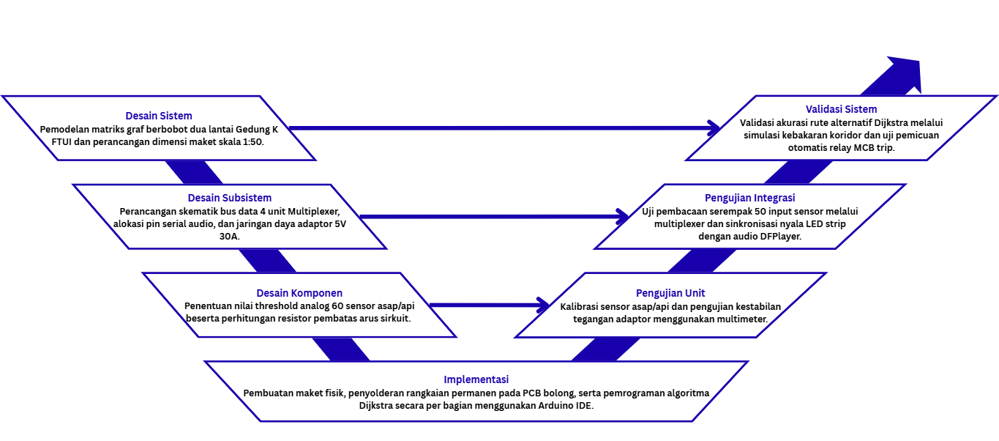 Desain Sistem
Pemodelan matriks graf berbobot dua lantai Gedung K
FTUI dan perancangan dimensi maket skala 1:50.
Validasi Sistem
Validasi akurasi rute alternatif Dijkstra melalui
simulasi kebakaran koridor dan uji pemicuan
otomatis relay MCB trip.
Desain Subsistem
Perancangan skematik bus data 4 unit Multiplexer,
alokasi pin serial audio, dan jaringan daya adaptor 5V
30A.
Pengujian Integrasi
Uji pembacaan serempak 50 input sensor melalui
multiplexer dan sinkronisasi nyala LED strip
dengan audio DFPlayer.
Desain Komponen
Penentuan nilai threshold analog 60 sensor asap/api
beserta perhitungan resistor pembatas arus sirkuit.
Pengujian Unit
Kalibrasi sensor asap/api dan pengujian kestabilan
tegangan adaptor menggunakan multimeter.
Implementasi
Pembuatan maket fisik, penyolderan rangkaian permanen pada PCB bolong, serta pemrograman algoritma
Dijkstra secara per bagian menggunakan Arduino IDE.